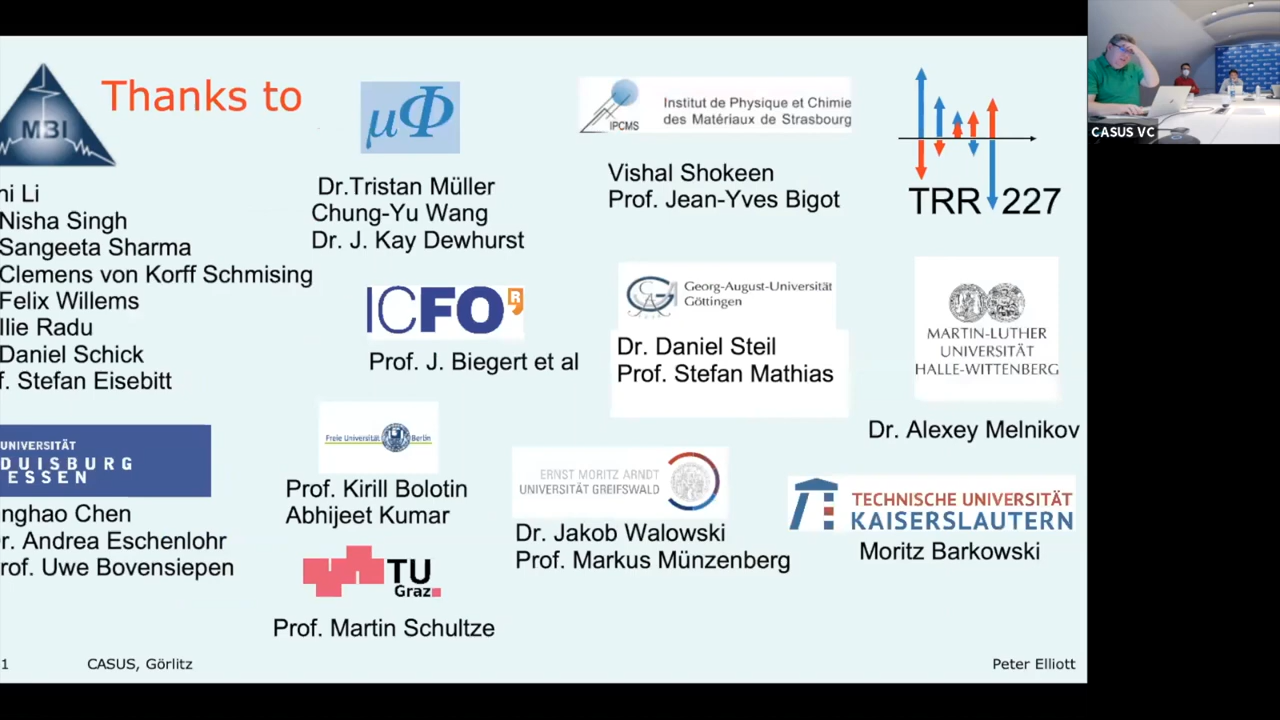 MBI
Thanks to
ni Li
Nisha Singh
Sangeeta Sharma
Clemens von Korff Schmising
Felix Willems
llie Radu
Daniel Schick
f. Stefan Eisebitt
UNIVERSITÄT
DUISBURG
ESSEN
nghao Chen
Dr. Andrea Eschenlohr
rof. Uwe Bovensiepen
μΦ
Dr.Tristan Müller
Chung-Yu Wang
Dr. J. Kay Dewhurst
ICFO
R
Prof. J. Biegert et al
Freie Universität Berlin
Prof. Kirill Bolotin
Abhijeet Kumar
TU
Graz
Prof. Martin Schultze
IPCMS
Institut de Physique et Chimie
des Matériaux de Strasbourg
Vishal Shokeen
Prof. Jean-Yves Bigot
Georg-August-Universität
Göttingen
Dr. Daniel Steil
Prof. Stefan Mathias
ERNST MORITZ ARNDT
UNIVERSITÄT GREIFSWALD
Dr. Jakob Walowski
Prof. Markus Münzenberg
TRR 227
MARTIN-LUTHER
UNIVERSITÄT
HALLE-WITTENBERG
Dr. Alexey Melnikov
TECHNISCHE UNIVERSITÄT
KAISERSLAUTERN
Moritz Barkowski
1
CASUS, Görlitz
Peter Elliott
CASUS VC